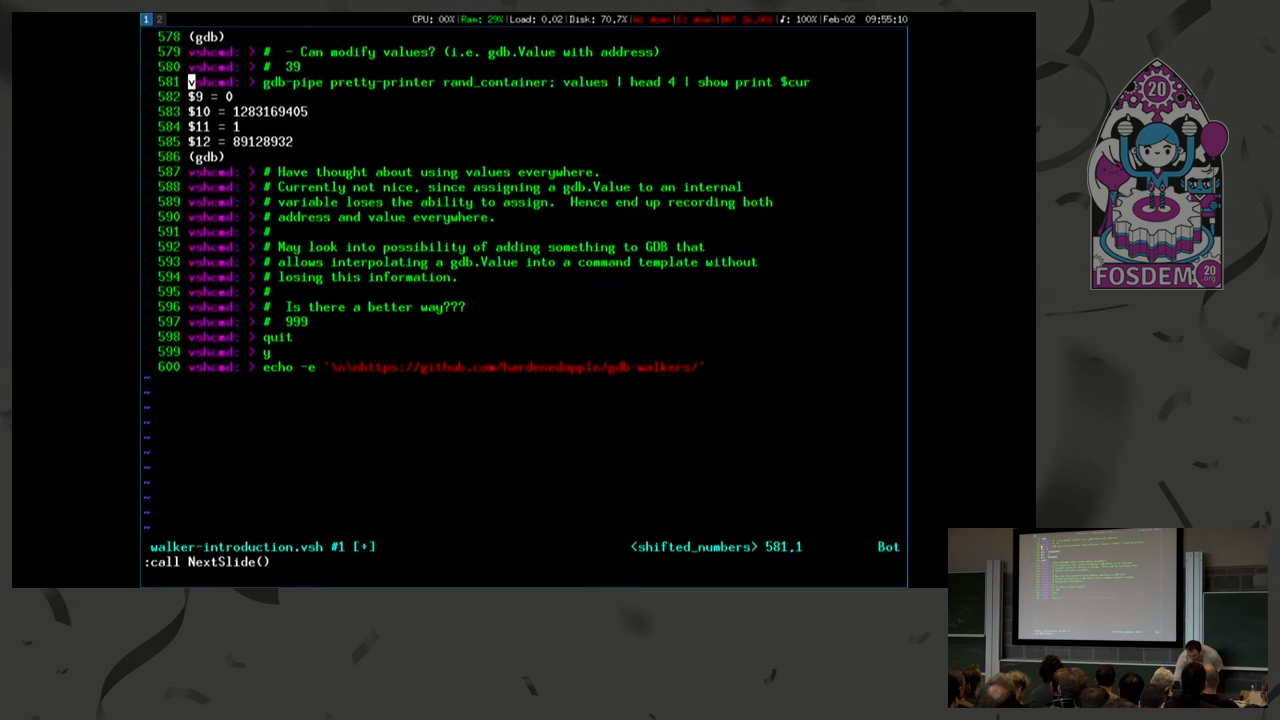 1 2 CPU: 00%|Ram: 29%|Load: 0.02|Disk: 70.7%|W: down|E: down|BAT |♪: 100%|Feb-02 09:55:10
578 (gdb)
579 vshcmd: > #  - Can modify values? (i.e. gdb.Value with address)
580 vshcmd: > #  39
581 vshcmd: > gdb-pipe pretty-printer rand_container; values | head 4 | show print $cur
582 $9 = 0
583 $10 = 1283169405
584 $11 = 1
585 $12 = 89128932
586 (gdb)
587 vshcmd: > # Have thought about using values everywhere.
588 vshcmd: > # Currently not nice, since assigning a gdb.Value to an internal
589 vshcmd: > # variable loses the ability to assign.  Hence end up recording both
590 vshcmd: > # address and value everywhere.
591 vshcmd: > #
592 vshcmd: > # May look into possibility of adding something to GDB that
593 vshcmd: > # allows interpolating a gdb.Value into a command template without
594 vshcmd: > # losing this information.
595 vshcmd: > #
596 vshcmd: > #  Is there a better way???
597 vshcmd: > #  999
598 vshcmd: > quit
599 vshcmd: > y
600 vshcmd: > echo -e '\n\nhttps://github.com/hardenedapple/gdb-walkers/'
~
~
~
~
~
~
~
~
~
~
~
walker-introduction.vsh #1 [+] <shifted_numbers> 581,1 Bot
:call NextSlide()
20
FOSDEM 20 .org